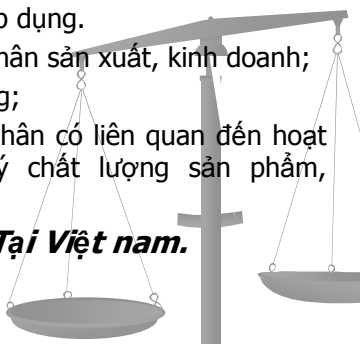 dụng.
hân sản xuất, kinh doanh;
g;
hân có liên quan đến hoạt
ý chất lượng sản phẩm,
Tại Việt nam.